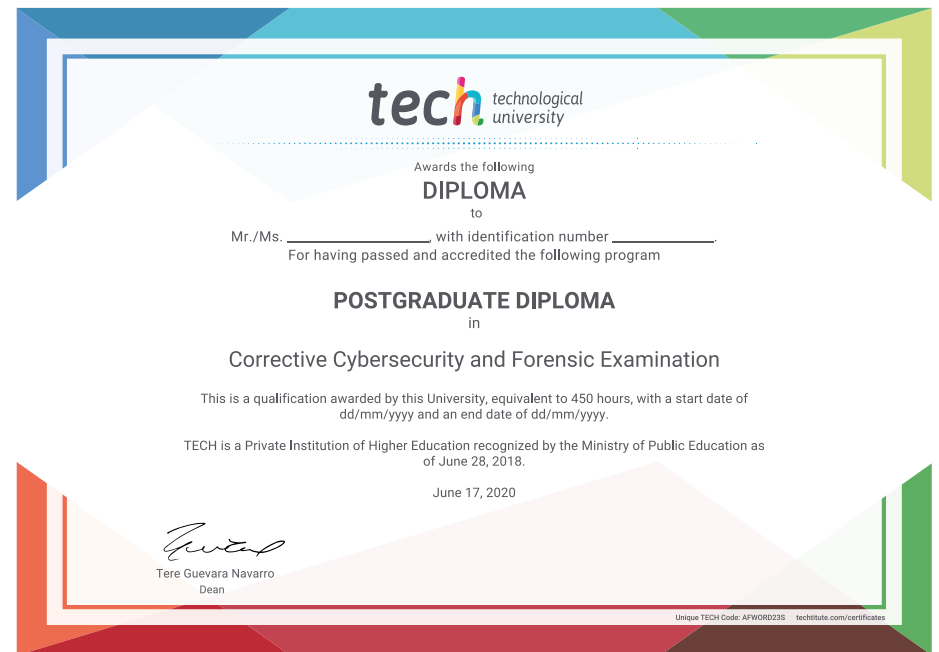 tech technological
university
Awards the following
DIPLOMA
to
Mr./Ms. ________________, with identification number ____________.
For having passed and accredited the following program
POSTGRADUATE DIPLOMA
in
Corrective Cybersecurity and Forensic Examination
This is a qualification awarded by this University, equivalent to 450 hours, with a start date of
dd/mm/yyyy and an end date of dd/mm/yyyy.
TECH is a Private Institution of Higher Education recognized by the Ministry of Public Education as
of June 28, 2018.
June 17, 2020
Tere Guevara Navarro
Dean
Unique TECH Code: AFWORD23S techtitute.com/certificates